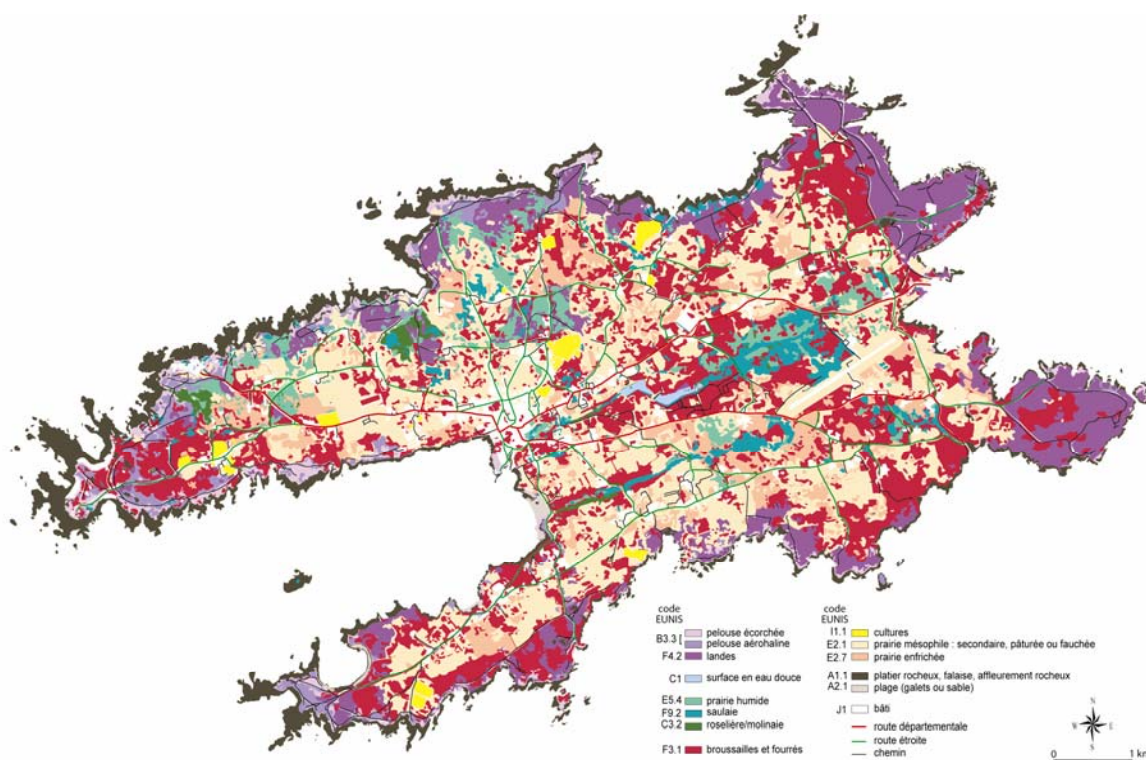 code
EUNIS
B3.3 [ pelouse écorchée
pelouse aérohaline
F4.2 landes
C1 surface en eau douce
E5.4 prairie humide
F9.2 saulaie
C3.2 roselière/molinaie
F3.1 broussailles et fourrés
code
EUNIS
I1.1 cultures
E2.1 prairie mésophile : secondaire, pâturée ou fauchée
E2.7 prairie enfrichée
A1.1 platier rocheux, falaise, affleurement rocheux
A2.1 plage (galets ou sable)
J1 bâti
route départementale
route étroite
chemin
N
W E
S
0 1 km